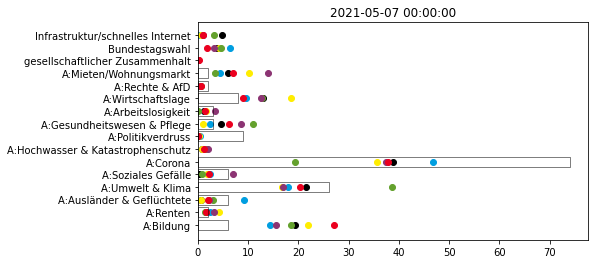 2021-05-07 00:00:00
Infrastruktur/schnelles Internet
Bundestagswahl
gesellschaftlicher Zusammenhalt
A:Mieten/Wohnungsmarkt
A:Rechte & AfD
A:Wirtschaftslage
A:Arbeitslosigkeit
A:Gesundheitswesen & Pflege
A:Politikverdruss
A:Hochwasser & Katastrophenschutz
A:Corona
A:Soziales Gefälle
A:Umwelt & Klima
A:Ausländer & Geflüchtete
A:Renten
A:Bildung
0 10 20 30 40 50 60 70